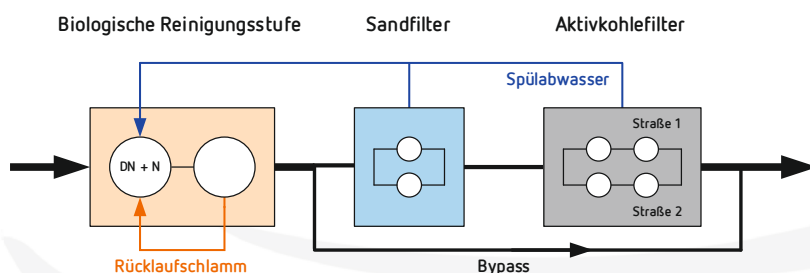 Biologische Reinigungsstufe
Sandfilter
Aktivkohlefilter
Spülabwasser
Straße 1
DN + N
Straße 2
Rücklaufschlamm
Bypass